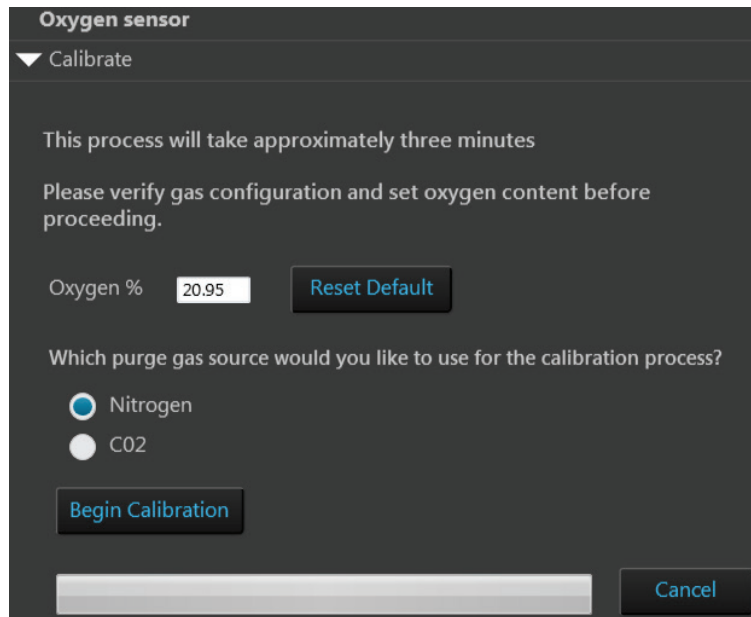 Oxygen sensor
Calibrate
This process will take approximately three minutes
Please verify gas configuration and set oxygen content before
proceeding.
Oxygen % 20.95 Reset Default
Which purge gas source would you like to use for the calibration process?
Nitrogen
C02
Begin Calibration
Cancel